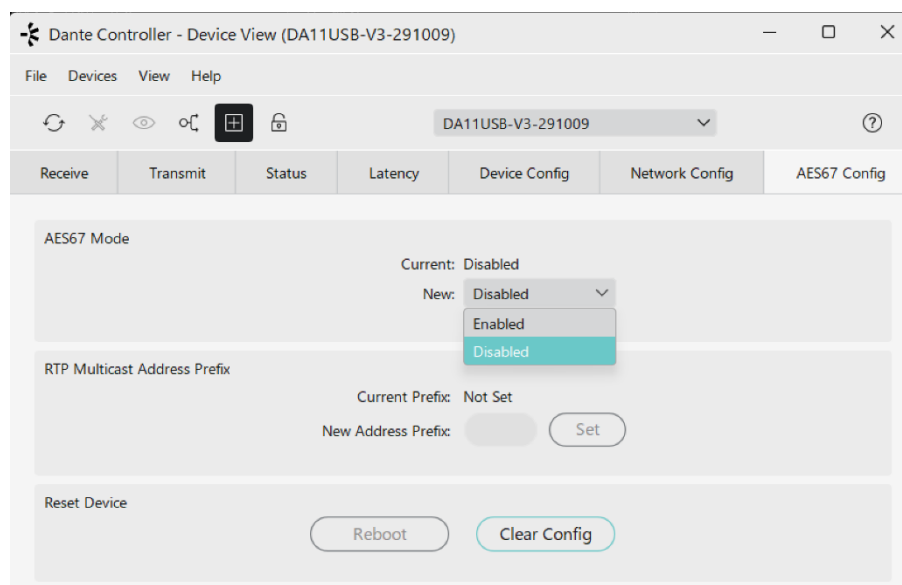 Dante Controller - Device View (DA11USB-V3-291009)
File Devices View Help
DA11USB-V3-291009
Receive Transmit Status Latency Device Config Network Config AES67 Config
AES67 Mode
Current: Disabled
New: Disabled
Enabled
Disabled
RTP Multicast Address Prefix
Current Prefix: Not Set
New Address Prefix: Set
Reset Device
Reboot Clear Config